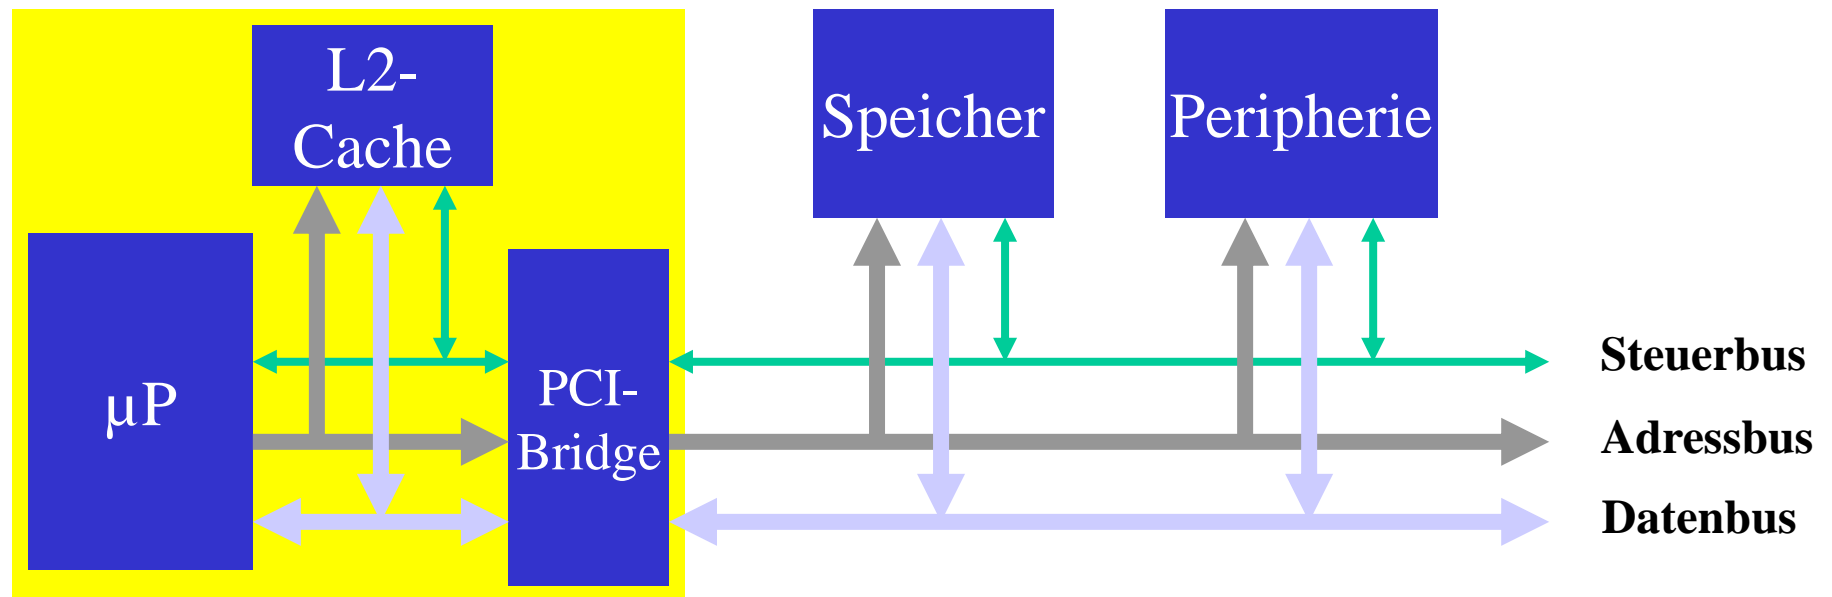 L2-
Cache
Speicher
Peripherie
µP
PCI-
Bridge
Steuerbus
Adressbus
Datenbus